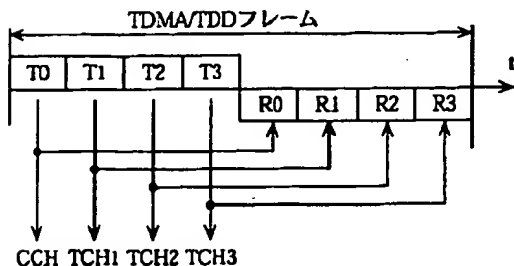 TDMA/TDDフレーム
t
T0 T1 T2 T3
R0 R1 R2 R3
CCH TCH1 TCH2 TCH3